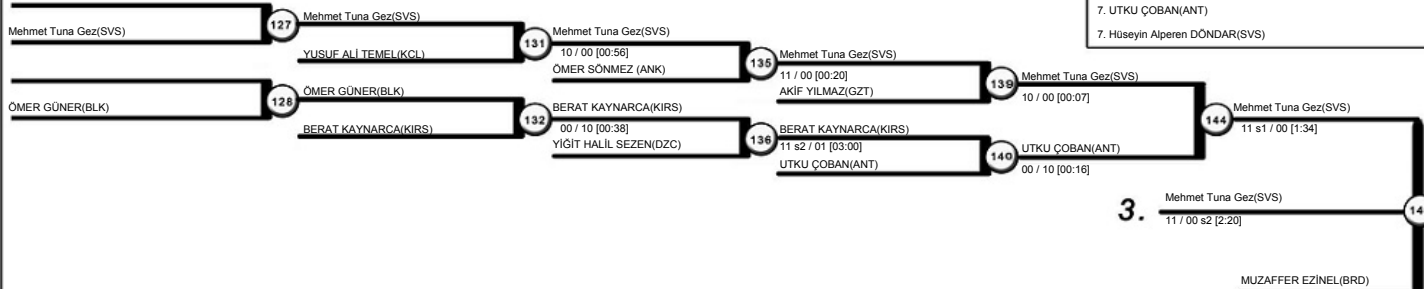 7. UTKU ÇOBAN(ANT)
7. Hüseyin Alperen DÖNDAR(SVS)
Mehmet Tuna Gez(SVS)
127
Mehmet Tuna Gez(SVS)
YUSUF ALİ TEMEL(KCL)
131
Mehmet Tuna Gez(SVS)
10 / 00 [00:56]
ÖMER SÖNMEZ (ANK)
135
Mehmet Tuna Gez(SVS)
11 / 00 [00:20]
AKİF YILMAZ(GZT)
139
Mehmet Tuna Gez(SVS)
10 / 00 [00:07]
ÖMER GÜNER(BLK)
128
ÖMER GÜNER(BLK)
BERAT KAYNARCA(KIRS)
132
BERAT KAYNARCA(KIRS)
00 / 10 [00:38]
YİĞİT HALİL SEZEN(DZC)
136
BERAT KAYNARCA(KIRS)
11 s2 / 01 [03:00]
UTKU ÇOBAN(ANT)
140
UTKU ÇOBAN(ANT)
00 / 10 [00:16]
144
Mehmet Tuna Gez(SVS)
11 s1 / 00 [1:34]
3.
Mehmet Tuna Gez(SVS)
11 / 00 s2 [2:20]
MUZAFFER EZİNEL(BRD)